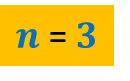 n = 3